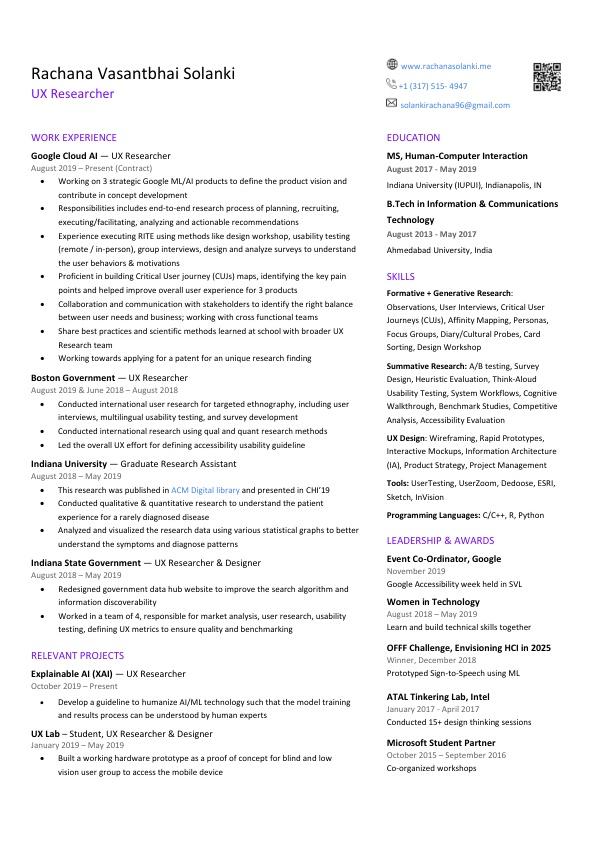 Rachana Vasantbhai Solanki
UX Researcher
www.rachanasolanki.me
+1 (317) 515- 4947
solankirachana96@gmail.com
WORK EXPERIENCE
Google Cloud AI — UX Researcher
August 2019 – Present (Contract)
• Working on 3 strategic Google ML/AI products to define the product vision and
contribute in concept development
• Responsibilities includes end-to-end research process of planning, recruiting,
executing/facilitating, analyzing and actionable recommendations
• Experience executing RITE using methods like design workshop, usability testing
(remote / in-person), group interviews, design and analyze surveys to understand
the user behaviors & motivations
• Proficient in building Critical User journey (CUJs) maps, identifying the key pain
points and helped improve overall user experience for 3 products
• Collaboration and communication with stakeholders to identify the right balance
between user needs and business; working with cross functional teams
• Share best practices and scientific methods learned at school with broader UX
Research team
• Working towards applying for a patent for an unique research finding
Boston Government — UX Researcher
August 2019 & June 2018 – August 2018
• Conducted international user research for targeted ethnography, including user
interviews, multilingual usability testing, and survey development
• Conducted international research using qual and quant research methods
• Led the overall UX effort for defining accessibility usability guideline
Indiana University — Graduate Research Assistant
August 2018 – May 2019
• This research was published in ACM Digital library and presented in CHI'19
• Conducted qualitative & quantitative research to understand the patient
experience for a rarely diagnosed disease
• Analyzed and visualized the research data using various statistical graphs to better
understand the symptoms and diagnose patterns
Indiana State Government — UX Researcher & Designer
August 2018 — May 2019
• Redesigned government data hub website to improve the search algorithm and
information discoverability
• Worked in a team of 4, responsible for market analysis, user research, usability
testing, defining UX metrics to ensure quality and benchmarking
RELEVANT PROJECTS
Explainable AI (XAI) — UX Researcher
October 2019 – Present
• Develop a guideline to humanize AI/ML technology such that the model training
and results process can be understood by human experts
UX Lab – Student, UX Researcher & Designer
January 2019 – May 2019
• Built a working hardware prototype as a proof of concept for blind and low
vision user group to access the mobile device
EDUCATION
MS, Human-Computer Interaction
August 2017 - May 2019
Indiana University (IUPUI), Indianapolis, IN
B.Tech in Information & Communications
Technology
August 2013 - May 2017
Ahmedabad University, India
SKILLS
Formative + Generative Research:
Observations, User Interviews, Critical User
Journeys (CUJs), Affinity Mapping, Personas,
Focus Groups, Diary/Cultural Probes, Card
Sorting, Design Workshop
Summative Research: A/B testing, Survey
Design, Heuristic Evaluation, Think-Aloud
Usability Testing, System Workflows, Cognitive
Walkthrough, Benchmark Studies, Competitive
Analysis, Accessibility Evaluation
UX Design: Wireframing, Rapid Prototypes,
Interactive Mockups, Information Architecture
(IA), Product Strategy, Project Management
Tools: UserTesting, UserZoom, Dedoose, ESRI,
Sketch, InVision
Programming Languages: C/C++, R, Python
LEADERSHIP & AWARDS
Event Co-Ordinator, Google
November 2019
Google Accessibility week held in SVL
Women in Technology
August 2018 – May 2019
Learn and build technical skills together
OFFF Challenge, Envisioning HCI in 2025
Winner, December 2018
Prototyped Sign-to-Speech using ML
ATAL Tinkering Lab, Intel
January 2017 - April 2017
Conducted 15+ design thinking sessions
Microsoft Student Partner
October 2015 – September 2016
Co-organized workshops